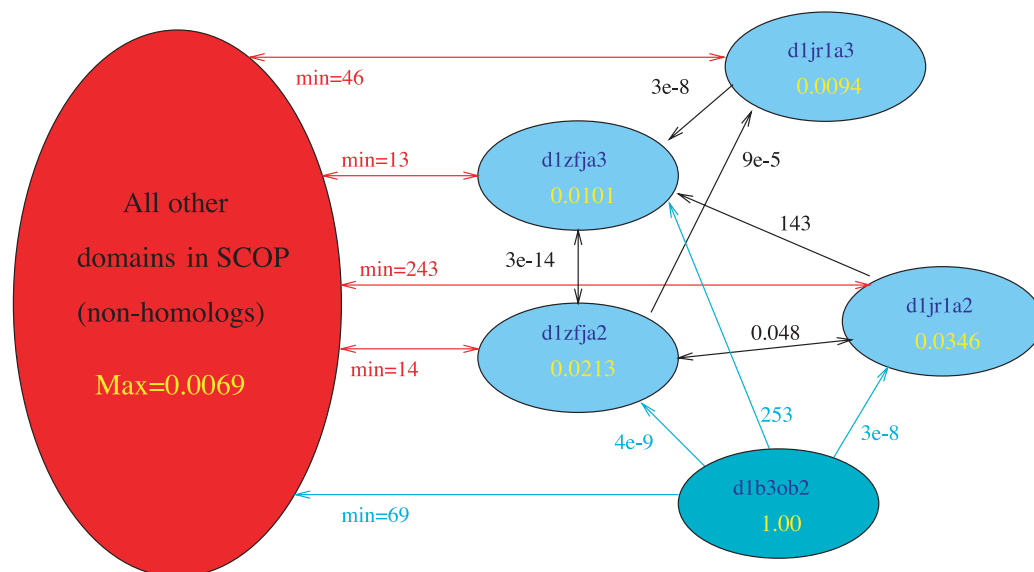 d1jr1a3
0.0094
min=46
3e-8
d1zfja3
0.0101
min=13
9e-5
All other
domains in SCOP
(non-homologs)
Max=0.0069
143
3e-14
min=243
d1jr1a2
0.0346
d1zfja2
0.0213
0.048
min=14
253
4e-9
3e-8
d1b3ob2
1.00
min=69